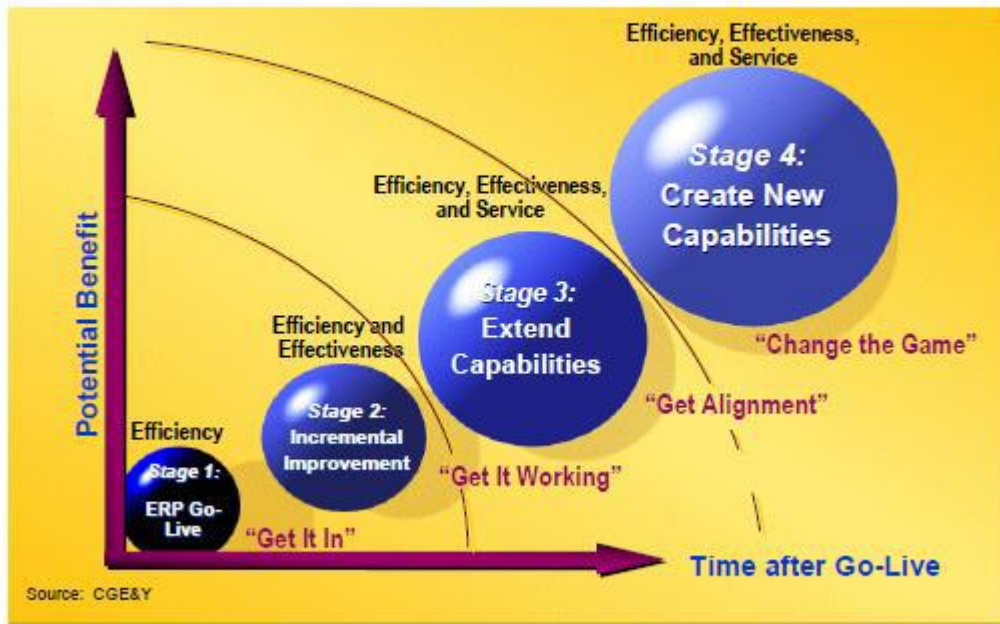 Efficiency, Effectiveness,
and Service
Stage 4:
Create New
Capabilities
"Change the Game"
Efficiency, Effectiveness,
and Service
Stage 3:
Extend
Capabilities
"Get Alignment"
Efficiency and
Effectiveness
Stage 2:
Incremental
Improvement
"Get It Working"
Efficiency
Stage 1:
ERP Go-
Live
"Get It In"
Potential Benefit
Time after Go-Live
Source: CGE&Y